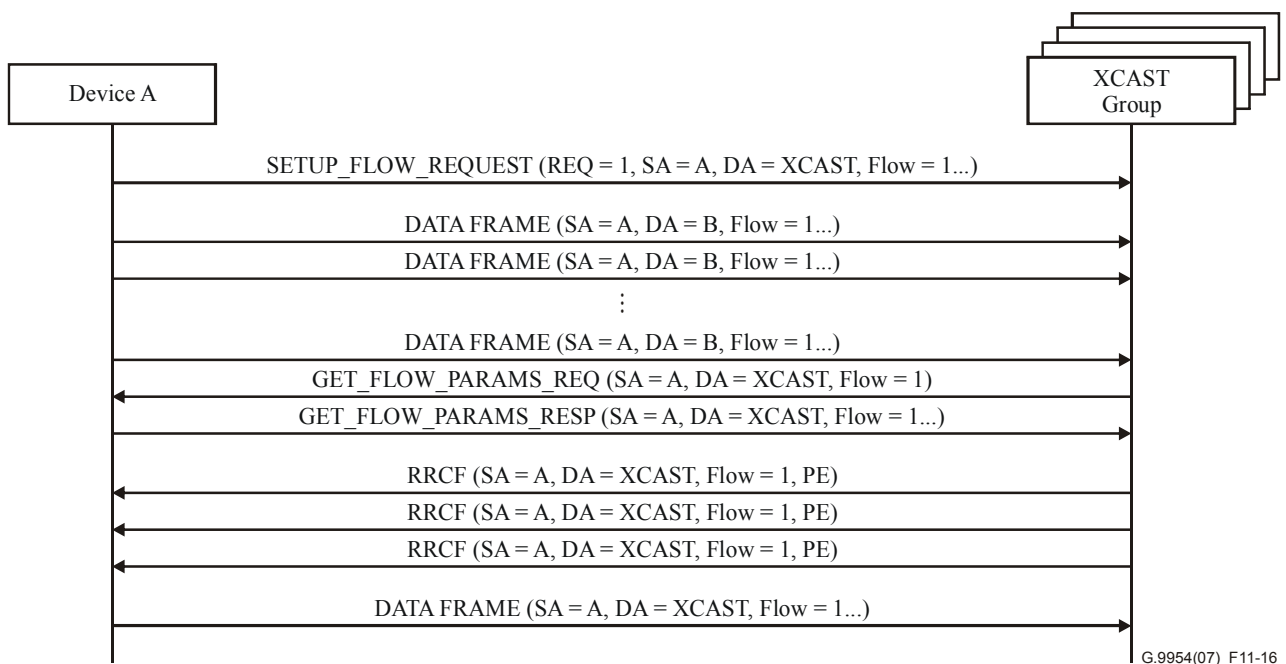 Device A
XCAST
Group
SETUP_FLOW_REQUEST (REQ = 1, SA = A, DA = XCAST, Flow = 1...)
DATA FRAME (SA = A, DA = B, Flow = 1...)
DATA FRAME (SA = A, DA = B, Flow = 1...)
⋮
DATA FRAME (SA = A, DA = B, Flow = 1...)
GET_FLOW_PARAMS_REQ (SA = A, DA = XCAST, Flow = 1)
GET_FLOW_PARAMS_RESP (SA = A, DA = XCAST, Flow = 1...)
RRCF (SA = A, DA = XCAST, Flow = 1, PE)
RRCF (SA = A, DA = XCAST, Flow = 1, PE)
RRCF (SA = A, DA = XCAST, Flow = 1, PE)
DATA FRAME (SA = A, DA = XCAST, Flow = 1...)
G.9954(07)_F11-16